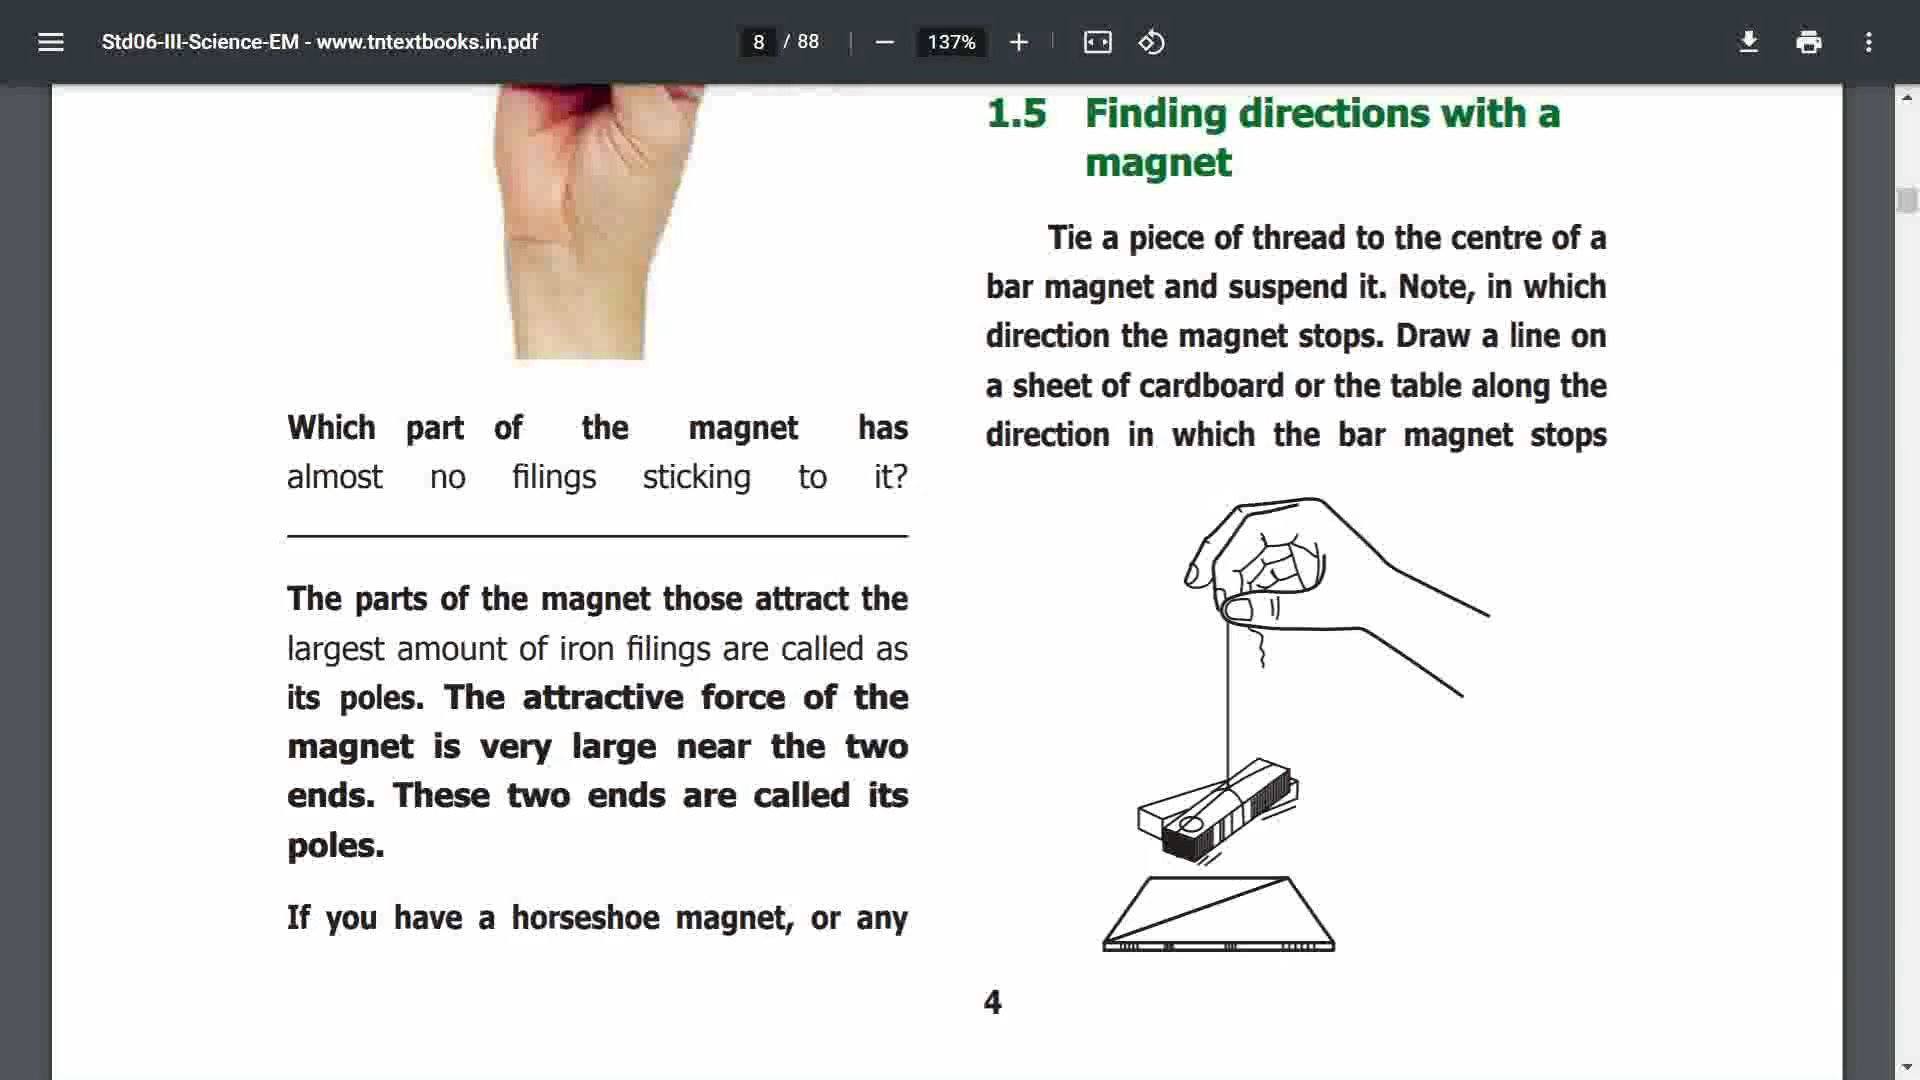 Std06-III-Science-EM - www.tntextbooks.in.pdf
8 / 88
137%
Which part of the magnet has
almost no filings sticking to it?
The parts of the magnet those attract the
largest amount of iron filings are called as
its poles. The attractive force of the
magnet is very large near the two
ends. These two ends are called its
poles.
If you have a horseshoe magnet, or any
1.5 Finding directions with a
magnet
Tie a piece of thread to the centre of a
bar magnet and suspend it. Note, in which
direction the magnet stops. Draw a line on
a sheet of cardboard or the table along the
direction in which the bar magnet stops
4